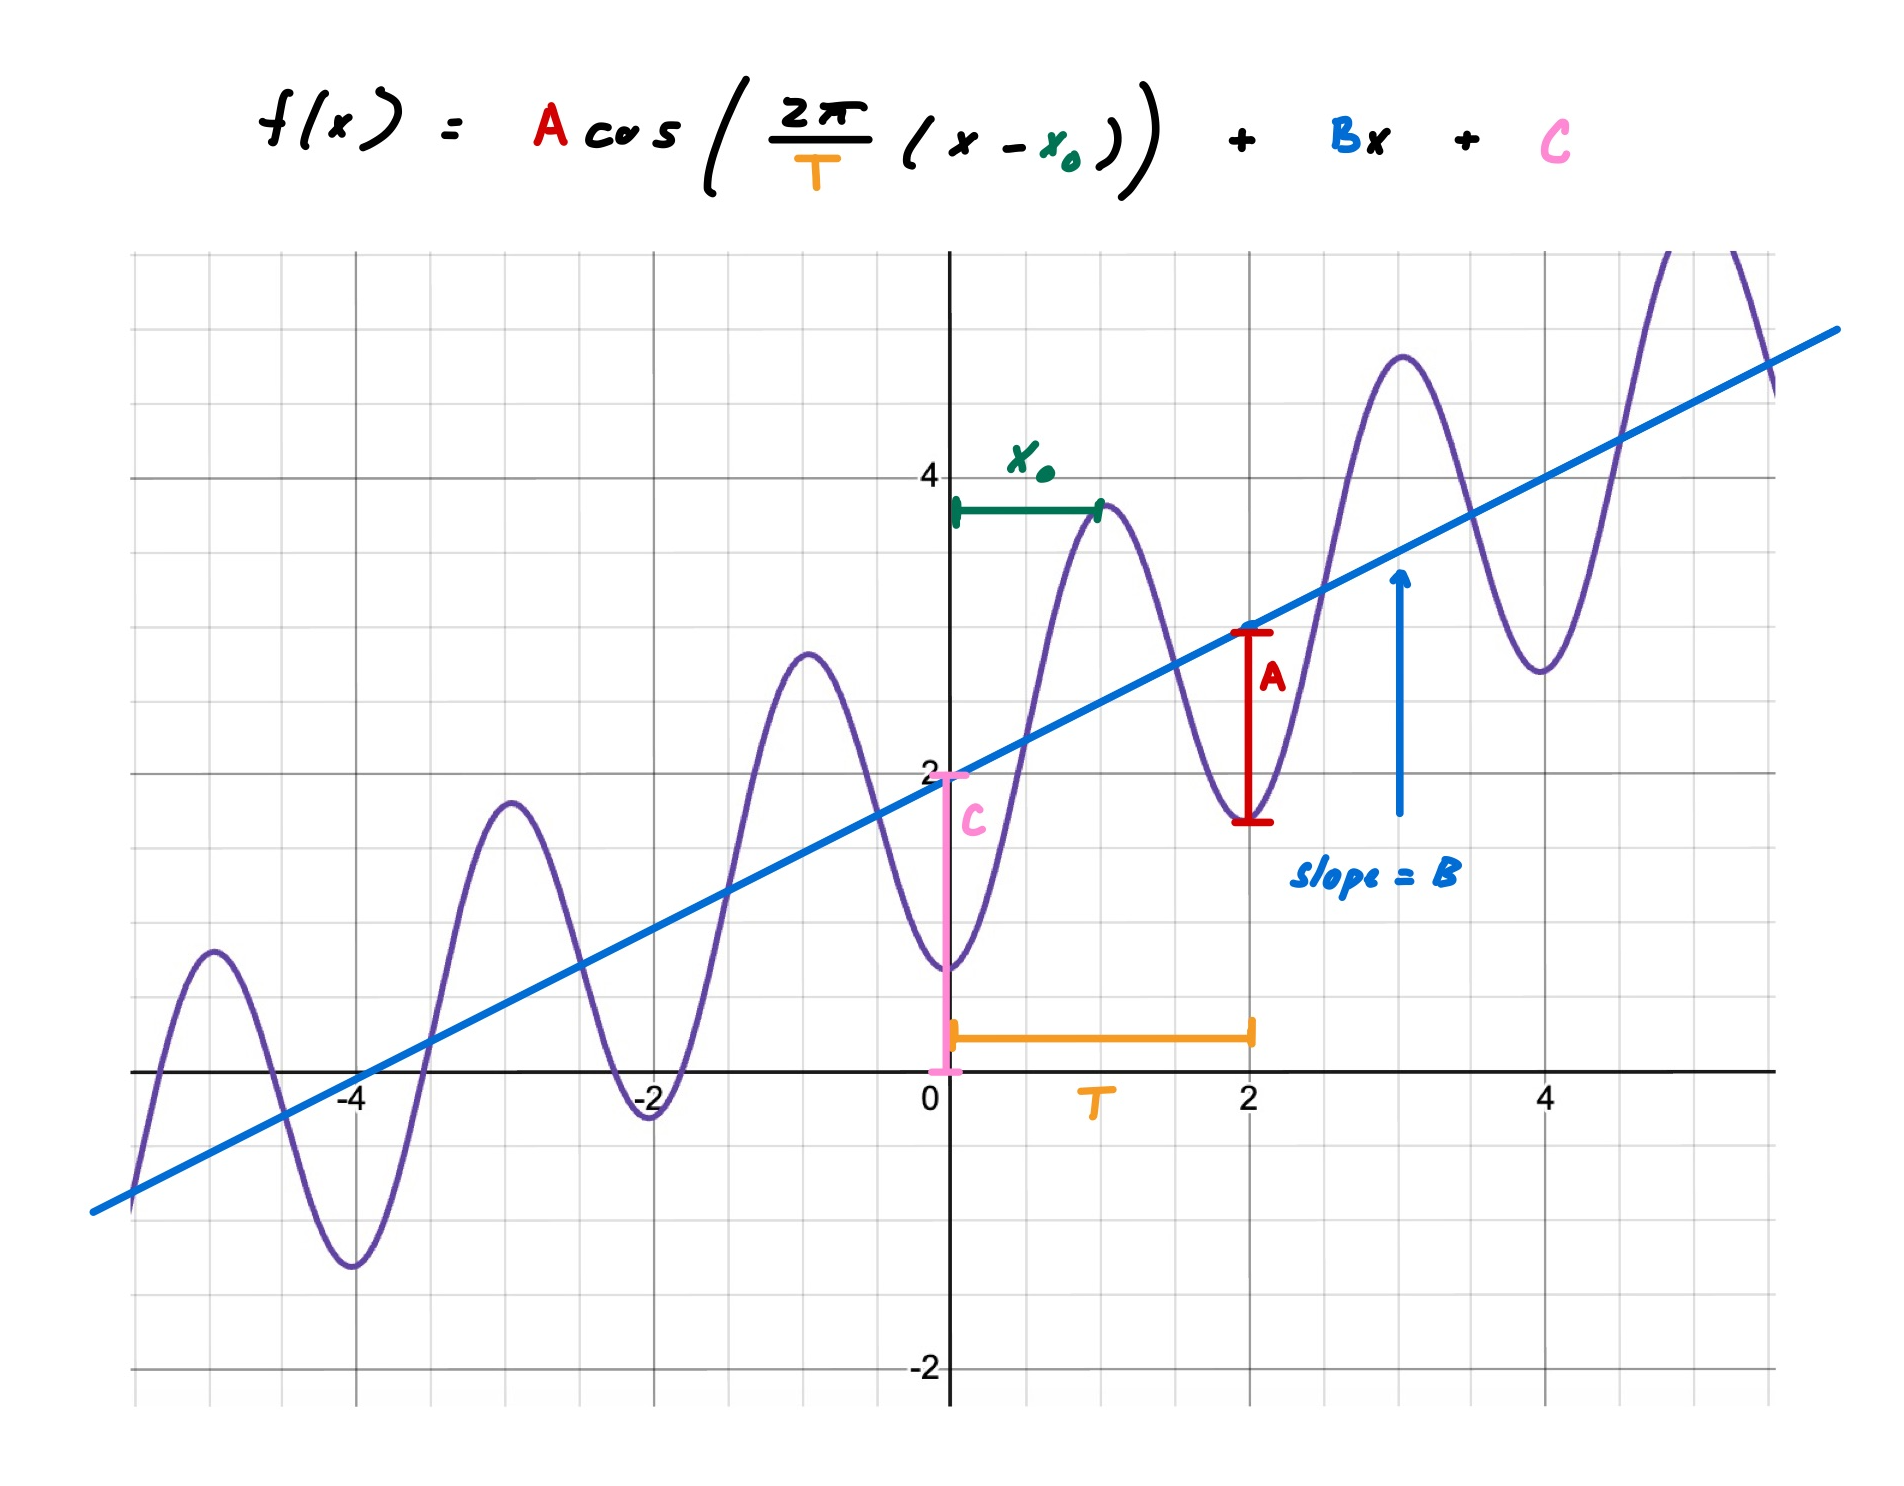 f(x) = A cos(2π/T (x - x₀)) + Bx + C
x₀
4
A
2
C
slope = B
-4 -2 0 2 4
T
-2